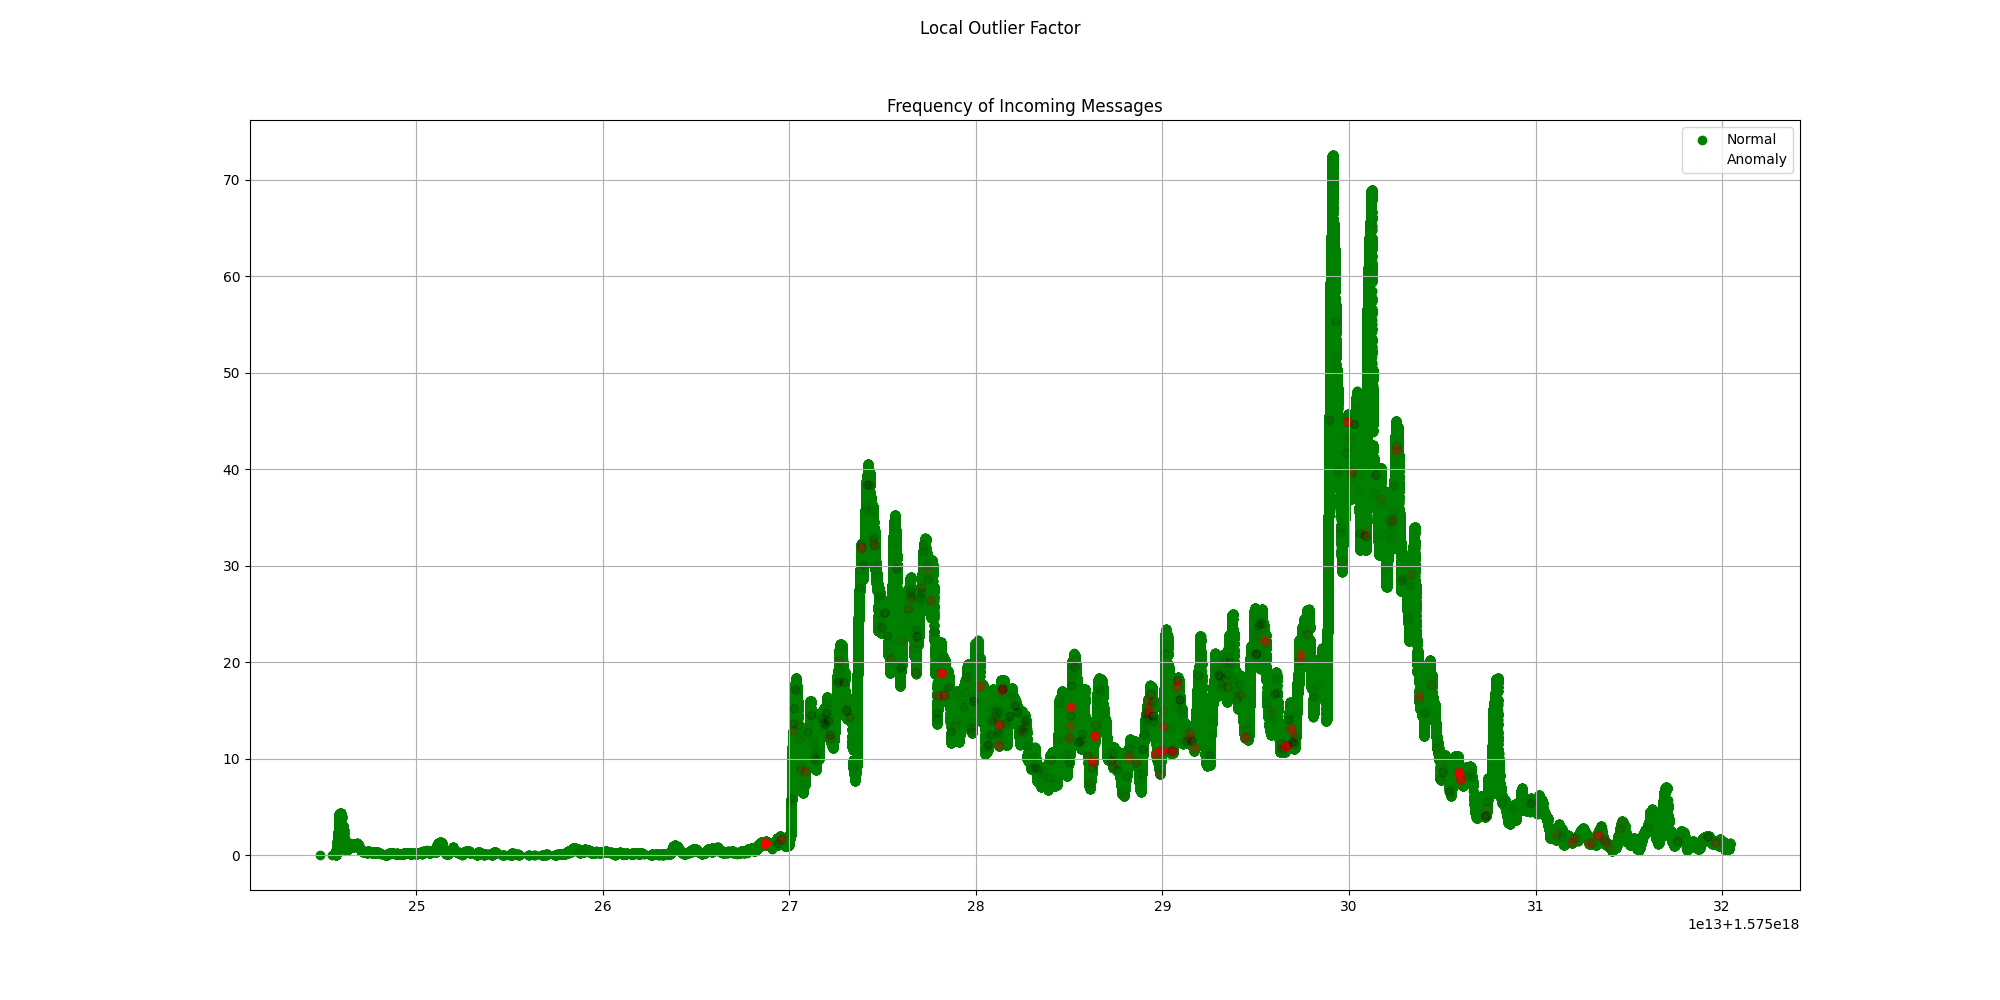 Local Outlier Factor
Frequency of Incoming Messages
Normal
Anomaly
70
60
50
40
30
20
10
0
25 26 27 28 29 30 31 32
1e13+1.575e18